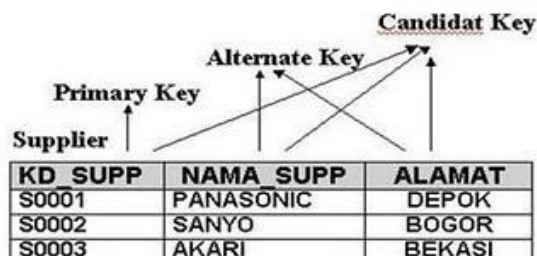 Candidat Key
Alternate Key
Primary Key
Supplier
KD_SUPP NAMA_SUPP ALAMAT
S0001 PANASONIC DEPOK
S0002 SANYO BOGOR
S0003 AKARI BEKASI